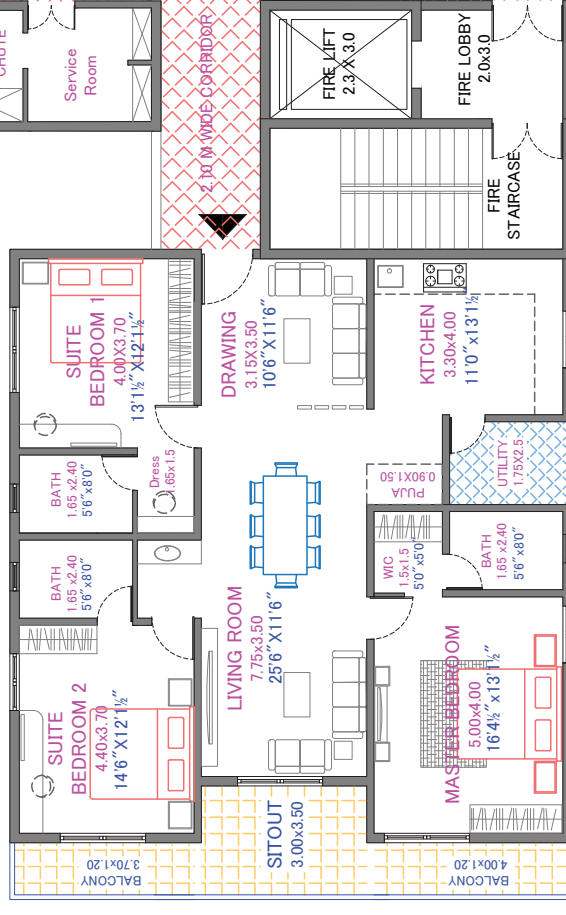 CHUTE
Service
Room
2.10 M WIDE CORRIDOR
FIRE LIFT
2.3 X 3.0
FIRE LOBBY
2.0x3.0
FIRE
STAIRCASE
SUITE
BEDROOM 1
4.00X3.70
13'1½"X12'1½"
DRAWING
3.15X3.50
10'6"X11'6"
KITCHEN
3.30x4.00
11'0"x13'1½"
BATH
1.65 x2.40
5'6"x8'0"
Dress
1.65x1.5
PUJA
0.90X1.50
UTILITY
1.75X2.5
BATH
1.65 x2.40
5'6"x8'0"
WIC
1.5x1.5
5'0"x5'0"
BATH
1.65 x2.40
5'6"x8'0"
LIVING ROOM
7.75x3.50
25'6"X11'6"
SUITE
BEDROOM 2
4.40x3.70
14'6"X12'1½"
MASTER BEDROOM
5.00x4.00
16'4½"x13'1½"
SITOUT
3.00x3.50
BALCONY
3.70x1.20
BALCONY
4.00x1.20